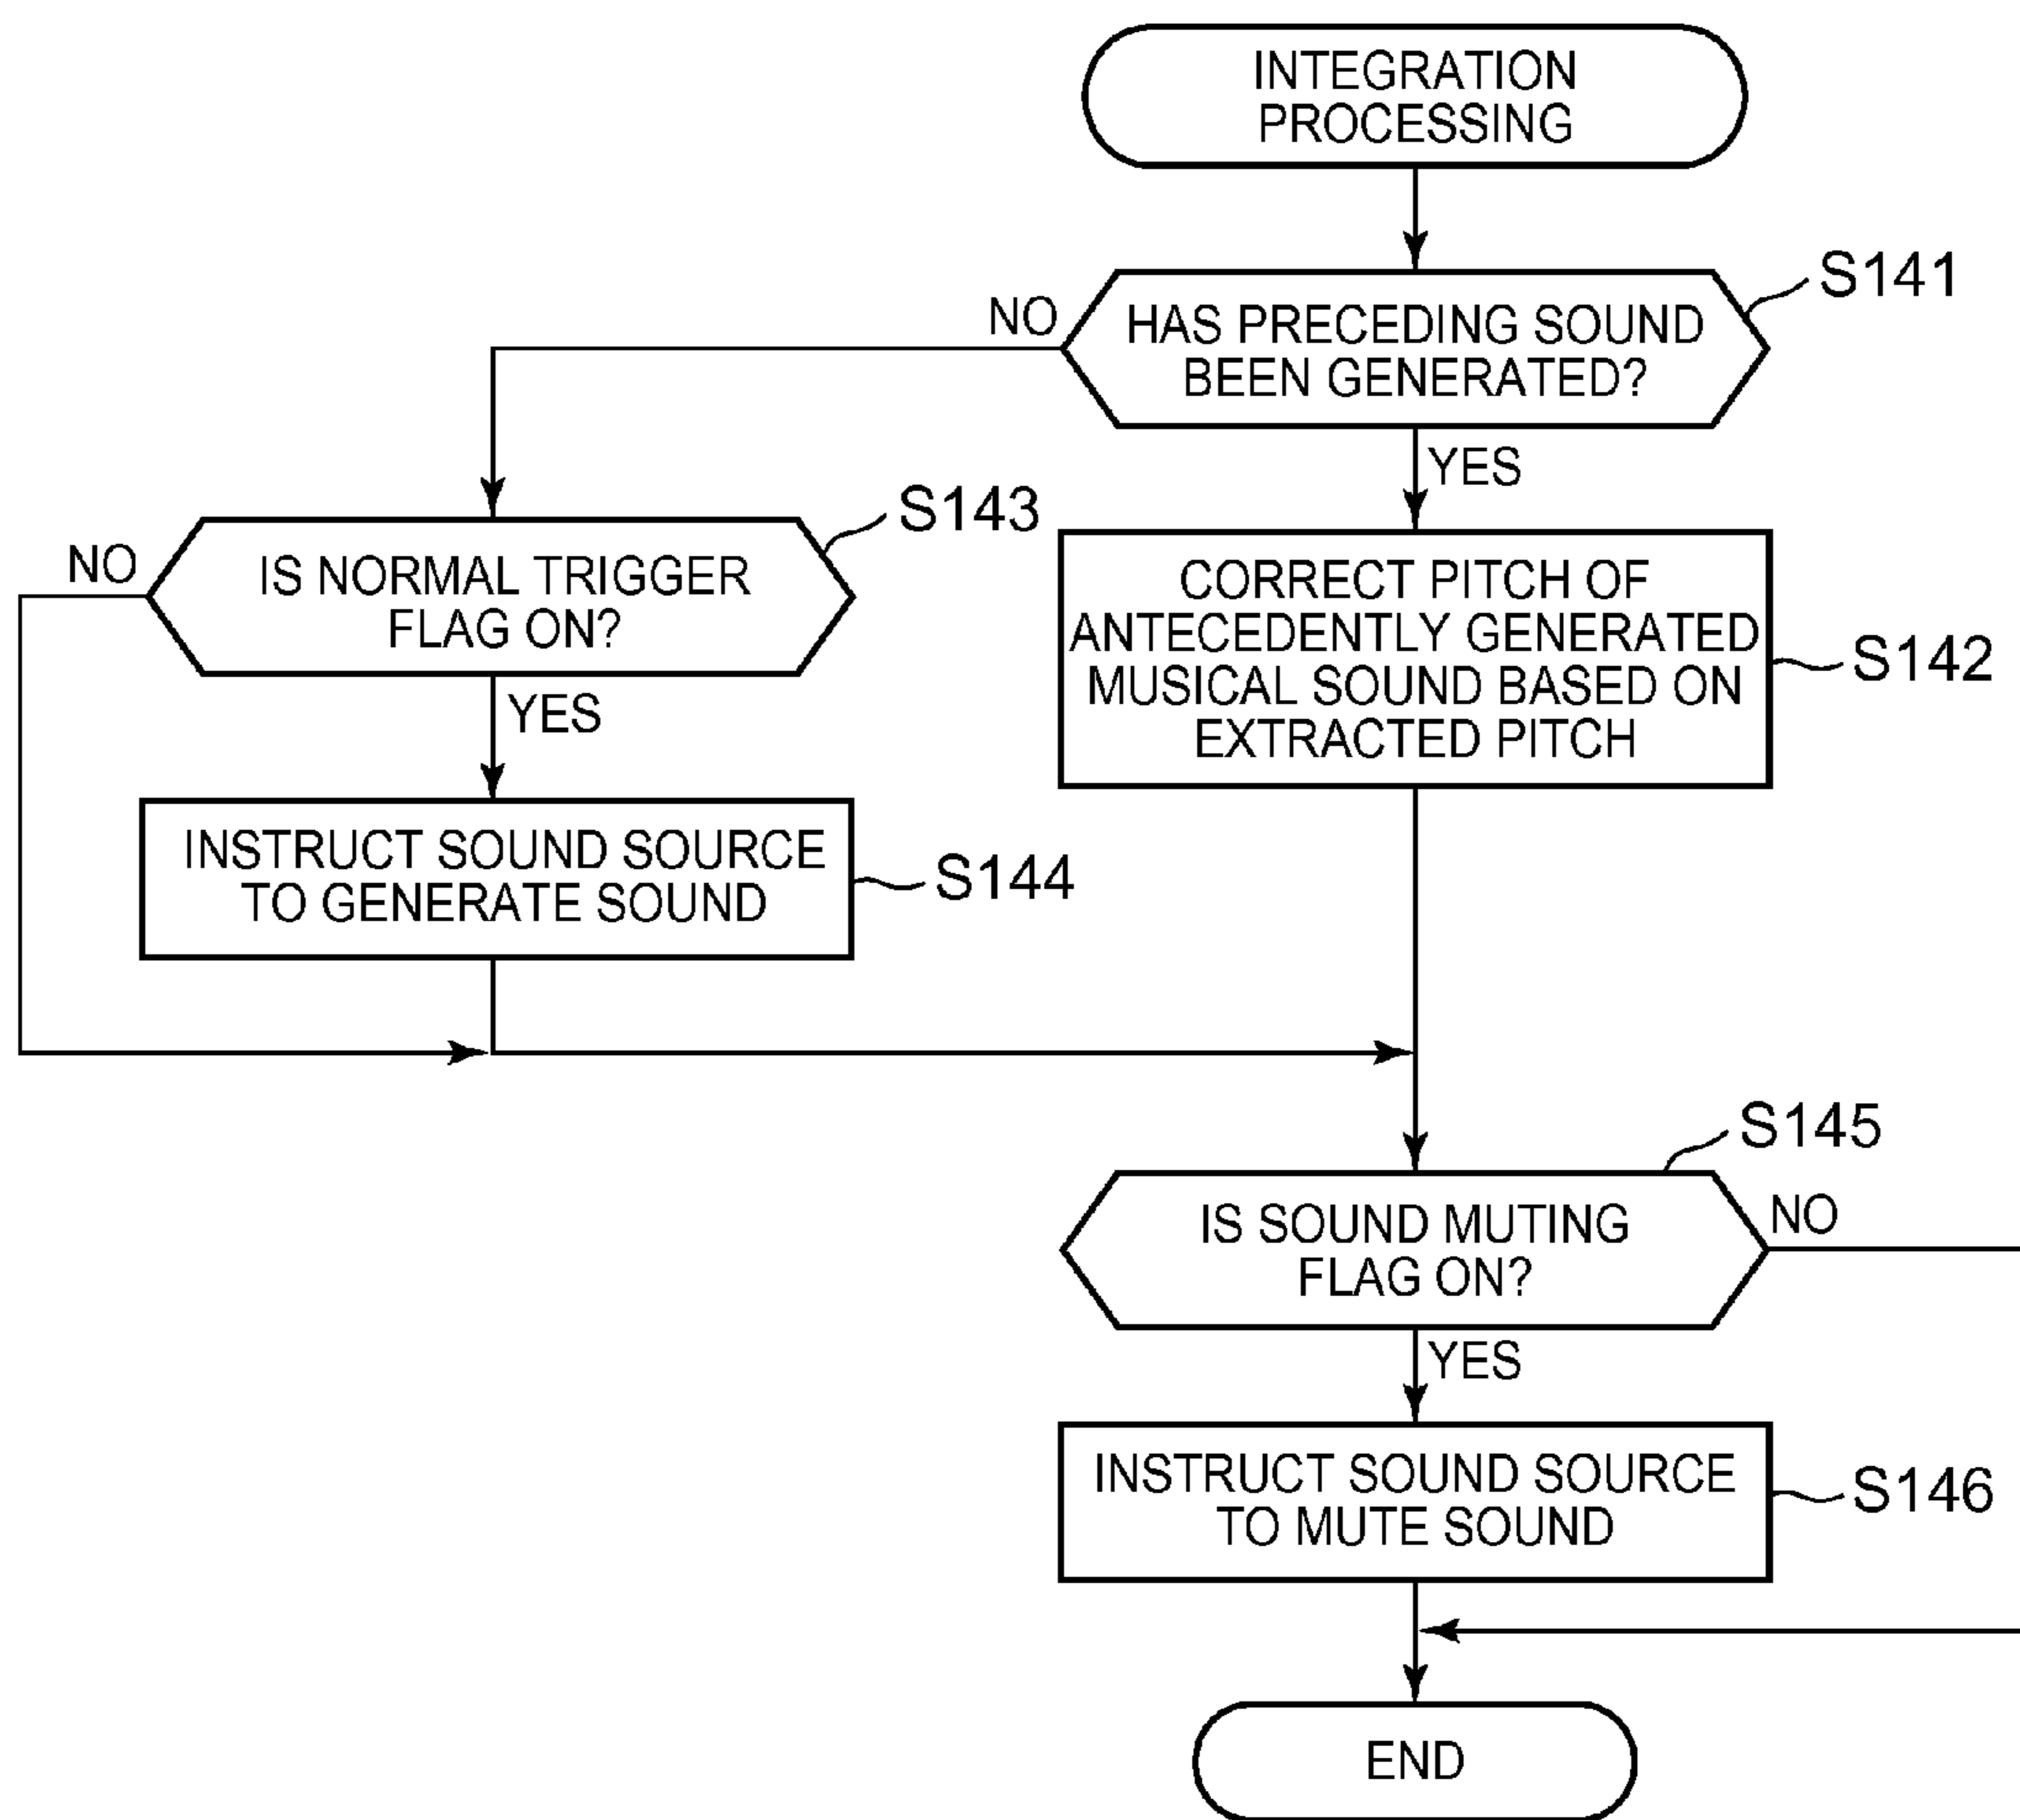 INTEGRATION
PROCESSING
S141
NO
HAS PRECEDING SOUND
BEEN GENERATED?
YES
S143
NO
IS NORMAL TRIGGER
FLAG ON?
YES
CORRECT PITCH OF
ANTECEDENTLY GENERATED
MUSICAL SOUND BASED ON
EXTRACTED PITCH
S142
INSTRUCT SOUND SOURCE
TO GENERATE SOUND
S144
S145
IS SOUND MUTING
FLAG ON?
NO
YES
INSTRUCT SOUND SOURCE
TO MUTE SOUND
S146
END